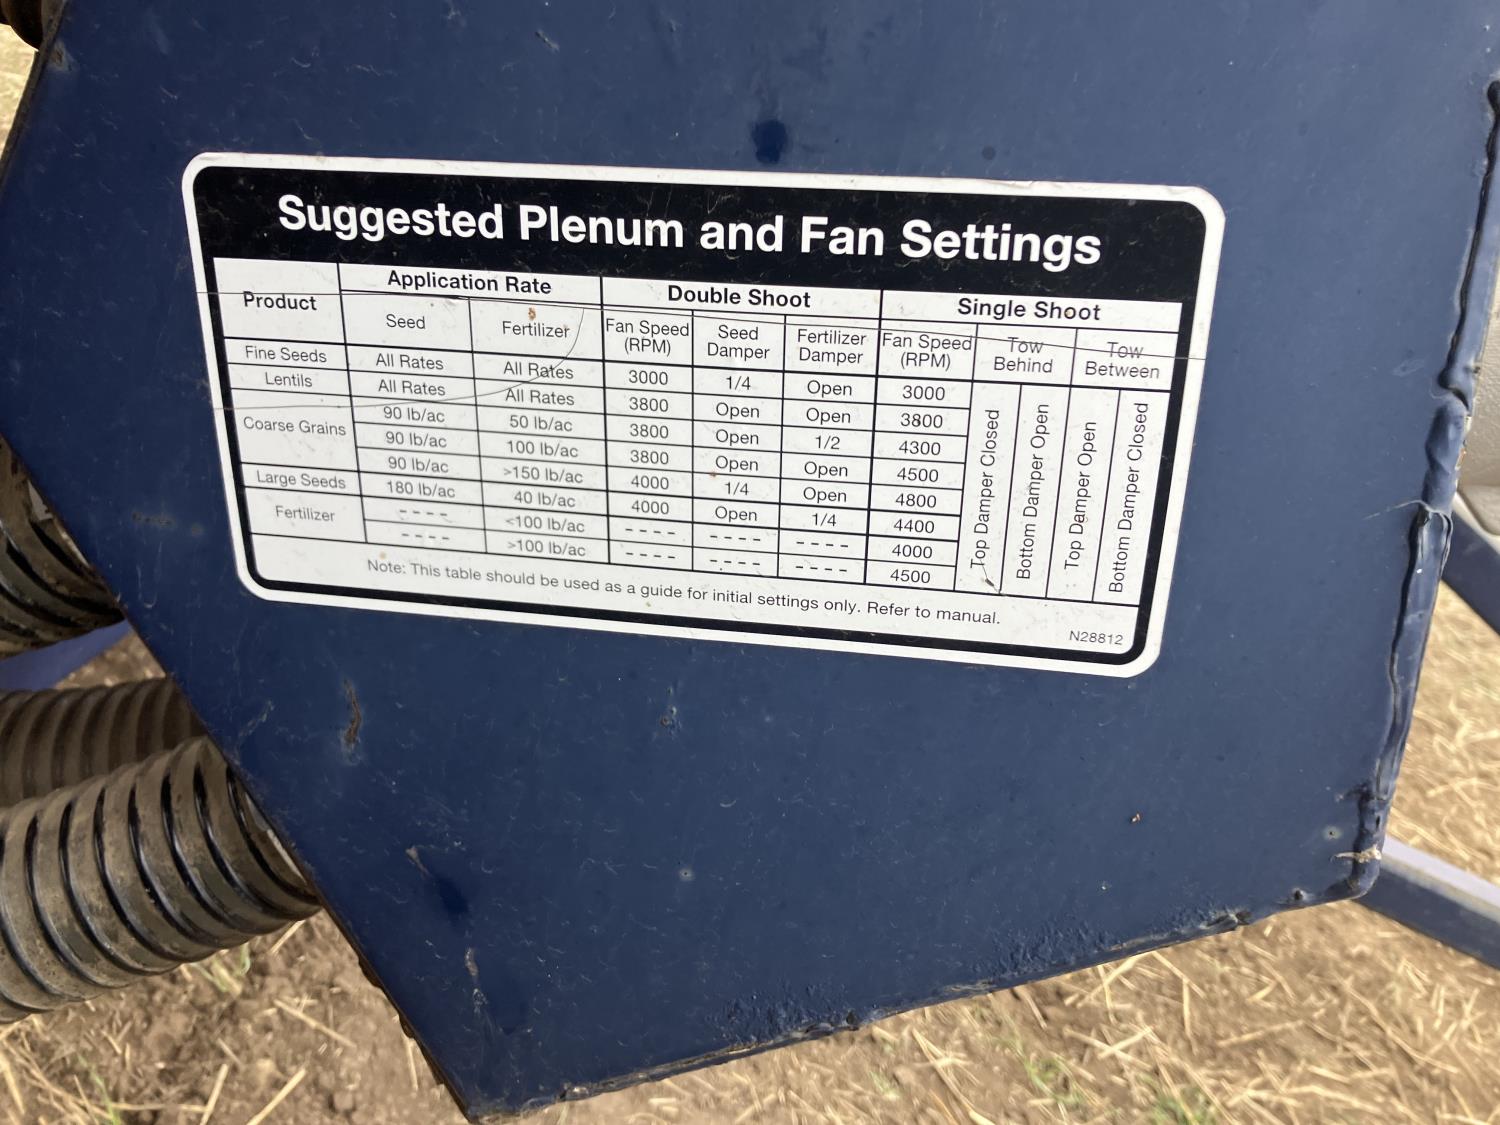 Suggested Plenum and Fan Settings
Product Application Rate Double Shoot Single Shoot
Seed Fertilizer Fan Speed (RPM) Seed Damper Fertilizer Damper Fan Speed (RPM) Tow Behind Tow Between
Fine Seeds All Rates All Rates 3000 1/4 Open 3000
Lentils All Rates All Rates 3800 Open Open 3800
Coarse Grains 90 lb/ac 50 lb/ac 3800 Open 1/2 4300
90 lb/ac 100 lb/ac 3800 Open Open 4500
90 lb/ac >150 lb/ac 4000 1/4 Open 4800
Large Seeds 180 lb/ac 40 lb/ac 4000 Open 1/4 4400
Fertilizer ---- <100 lb/ac ---- ---- ---- 4000
---- >100 lb/ac ---- ---- ---- 4500
Top Damper Closed
Bottom Damper Open
Top Damper Open
Bottom Damper Closed
Note: This table should be used as a guide for initial settings only. Refer to manual.
N28812